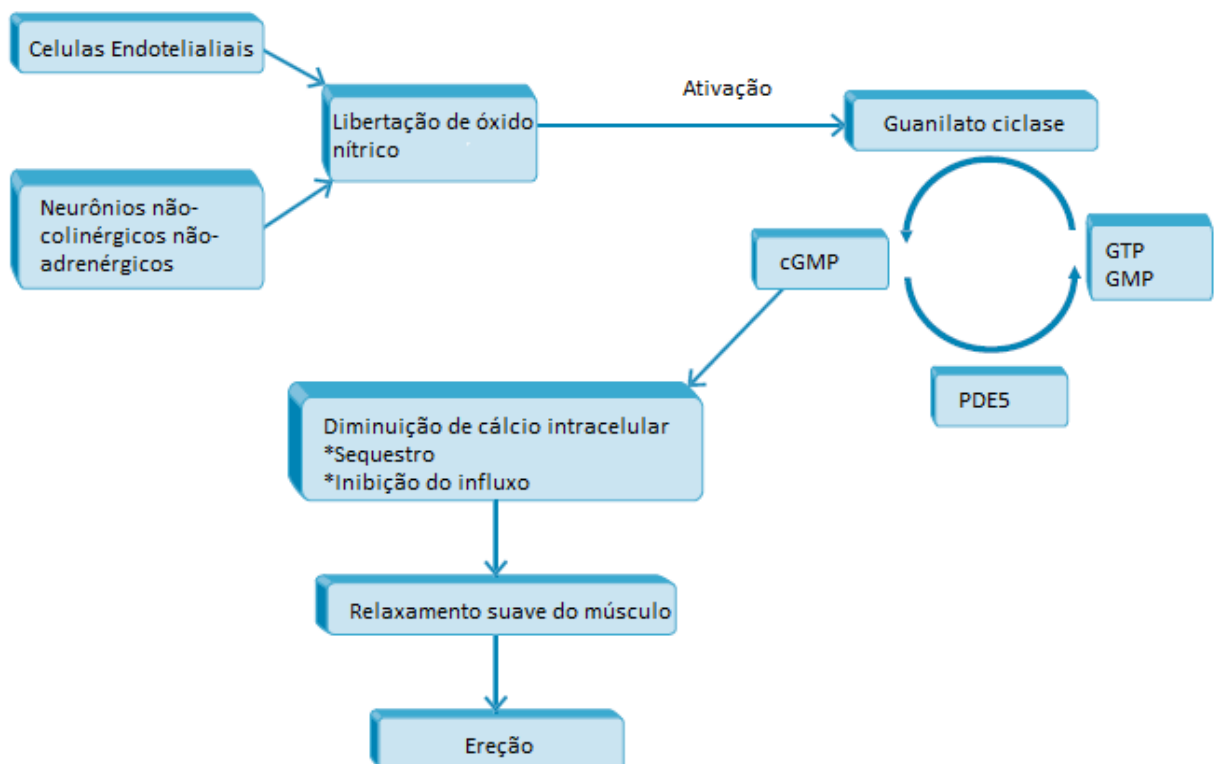 Celulas Endotelialiais
Libertação de óxido
nítrico
Ativação
Guanilato ciclase
Neurônios não-
colinérgicos não-
adrenérgicos
cGMP
GTP
GMP
PDE5
Diminuição de cálcio intracelular
*Sequestro
*Inibição do influxo
Relaxamento suave do músculo
Ereção